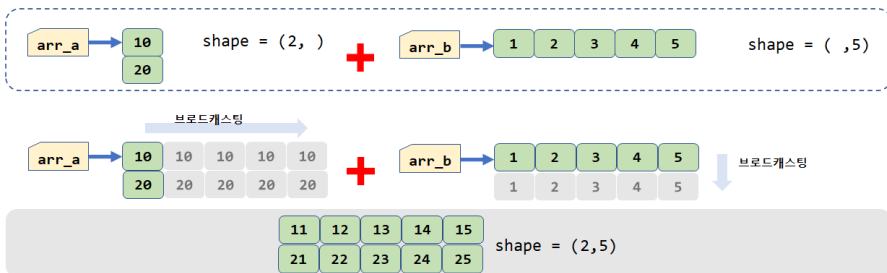 arr_a 10 shape = (2, ) + arr_b 1 2 3 4 5 shape = ( ,5)
20
브로드캐스팅
arr_a 10 10 10 10 10 + arr_b 1 2 3 4 5 브로드캐스팅
20 20 20 20 20 1 2 3 4 5
11 12 13 14 15 shape = (2,5)
21 22 23 24 25